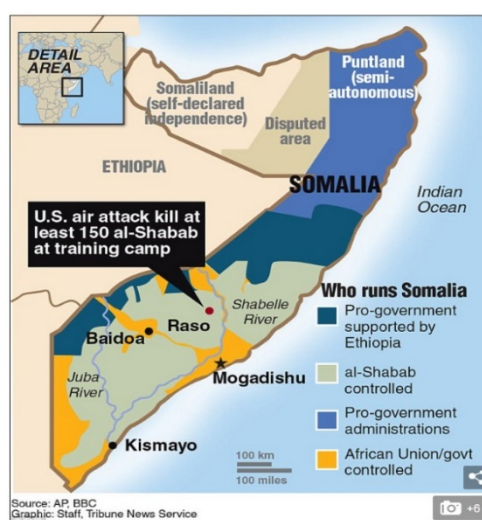 DETAIL
AREA
Puntland
(semi-
autonomous)
Somaliland
(self-declared
independence)
Disputed
area
ETHIOPIA
SOMALIA
Indian
Ocean
U.S. air attack kill at
least 150 al-Shabab
at training camp
Shabelle
River
Raso
Baidoa
Juba
River
Mogadishu
Kismayo
Who runs Somalia
Pro-government
supported by
Ethiopia
al-Shabab
controlled
Pro-government
administrations
African Union/govt
controlled
100 km
100 miles
Source: AP, BBC
Graphic: Staff, Tribune News Service
+6